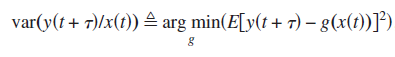 var(y(t + τ)/x(t)) ≜ arg min(E[y(t + τ) – g(x(t))]²)
g